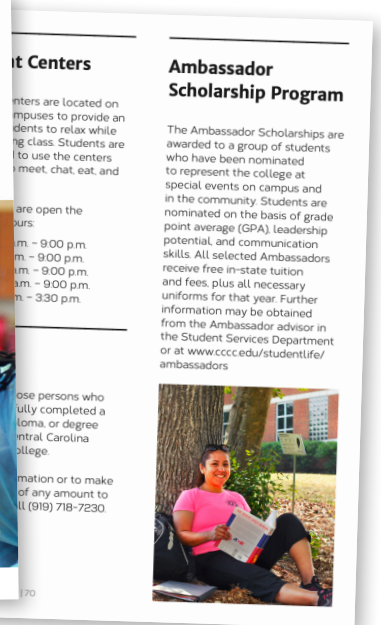 t Centers
nters are located on
mpuses to provide an
dents to relax while
ng class. Students are
to use the centers
meet, chat, eat, and
are open the
ours:
a.m. – 9:00 p.m.
m. – 9:00 p.m.
a.m. – 9:00 p.m.
a.m. – 9:00 p.m.
m. – 3:30 p.m.
ose persons who
fully completed a
loma, or degree
entral Carolina
ollege.
mation or to make
of any amount to
ll (919) 718-7230.
| 70
Ambassador
Scholarship Program
The Ambassador Scholarships are
awarded to a group of students
who have been nominated
to represent the college at
special events on campus and
in the community. Students are
nominated on the basis of grade
point average (GPA), leadership
potential, and communication
skills. All selected Ambassadors
receive free in-state tuition
and fees, plus all necessary
uniforms for that year. Further
information may be obtained
from the Ambassador advisor in
the Student Services Department
or at www.cccc.edu/studentlife/
ambassadors